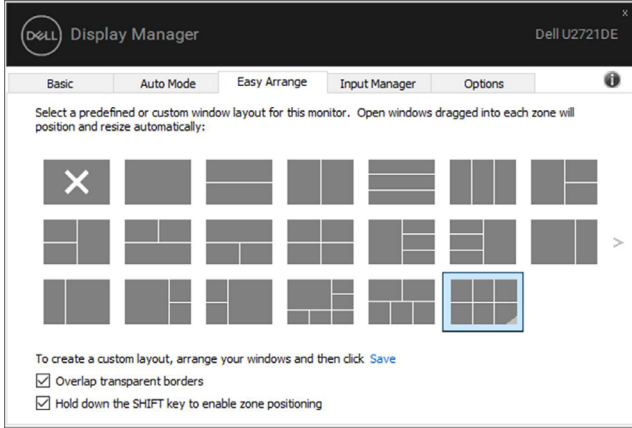 x
DELL Display Manager Dell U2721DE
Basic Auto Mode Easy Arrange Input Manager Options
Select a predefined or custom window layout for this monitor. Open windows dragged into each zone will
position and resize automatically:
To create a custom layout, arrange your windows and then click Save
Overlap transparent borders
Hold down the SHIFT key to enable zone positioning